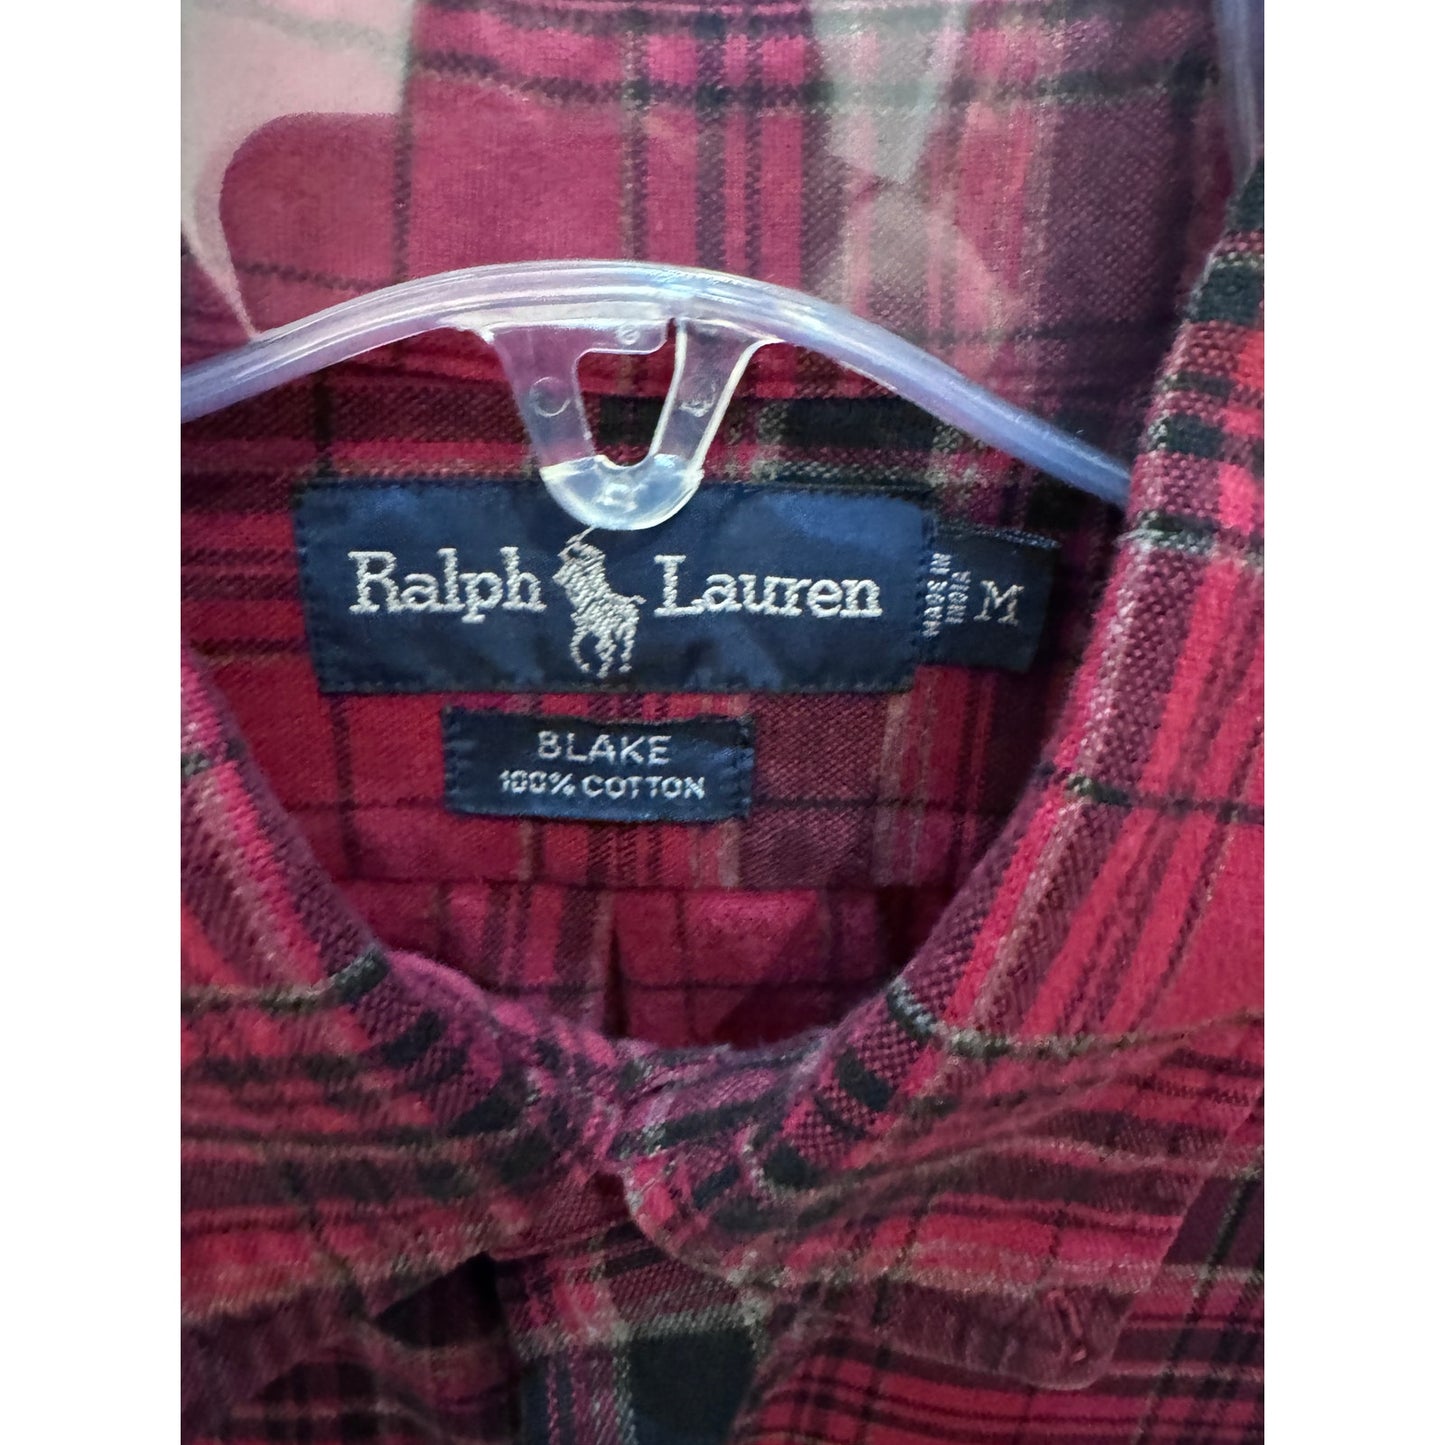 Ralph Lauren
MADE IN
INDIA
M
BLAKE
100% COTTON